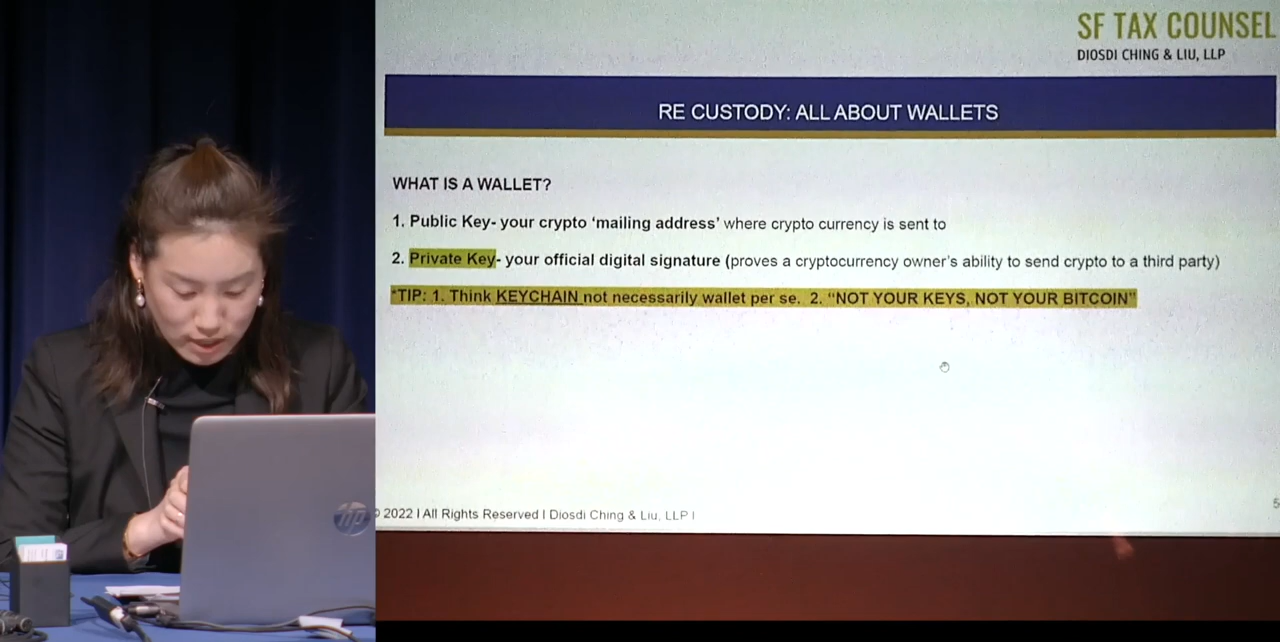 SF TAX COUNSEL
DIOSDI CHING & LIU, LLP
RE CUSTODY: ALL ABOUT WALLETS
WHAT IS A WALLET?
1. Public Key- your crypto ‘mailing address’ where crypto currency is sent to
2. Private Key- your official digital signature (proves a cryptocurrency owner’s ability to send crypto to a third party)
*TIP: 1. Think KEYCHAIN not necessarily wallet per se. 2. “NOT YOUR KEYS, NOT YOUR BITCOIN”
© 2022 I All Rights Reserved I Diosdi Ching & Liu, LLP I
5
hp